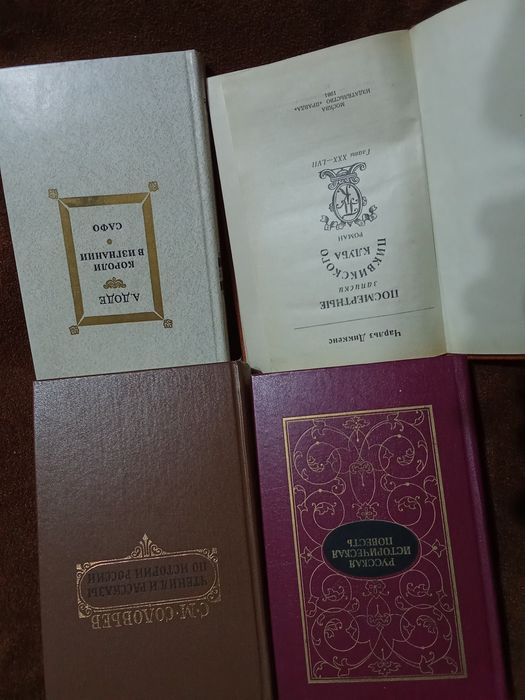 А. ДОДЕ
КОРОЛИ
В ИЗГНАНИИ
САФО
Чарльз Диккенс
ПОСМЕРТНЫЕ
записки
ПИКВИКСКОГО
КЛУБА
РОМАН
Главы XXX—LVII
МОСКВА
ИЗДАТЕЛЬСТВО «ПРАВДА»
1981
С·М·СОЛОВЬЕВ
ЧТЕНИЯ И РАССКАЗЫ
ПО ИСТОРИИ РОССИИ
РУССКАЯ
ИСТОРИЧЕСКАЯ
ПОВЕСТЬ